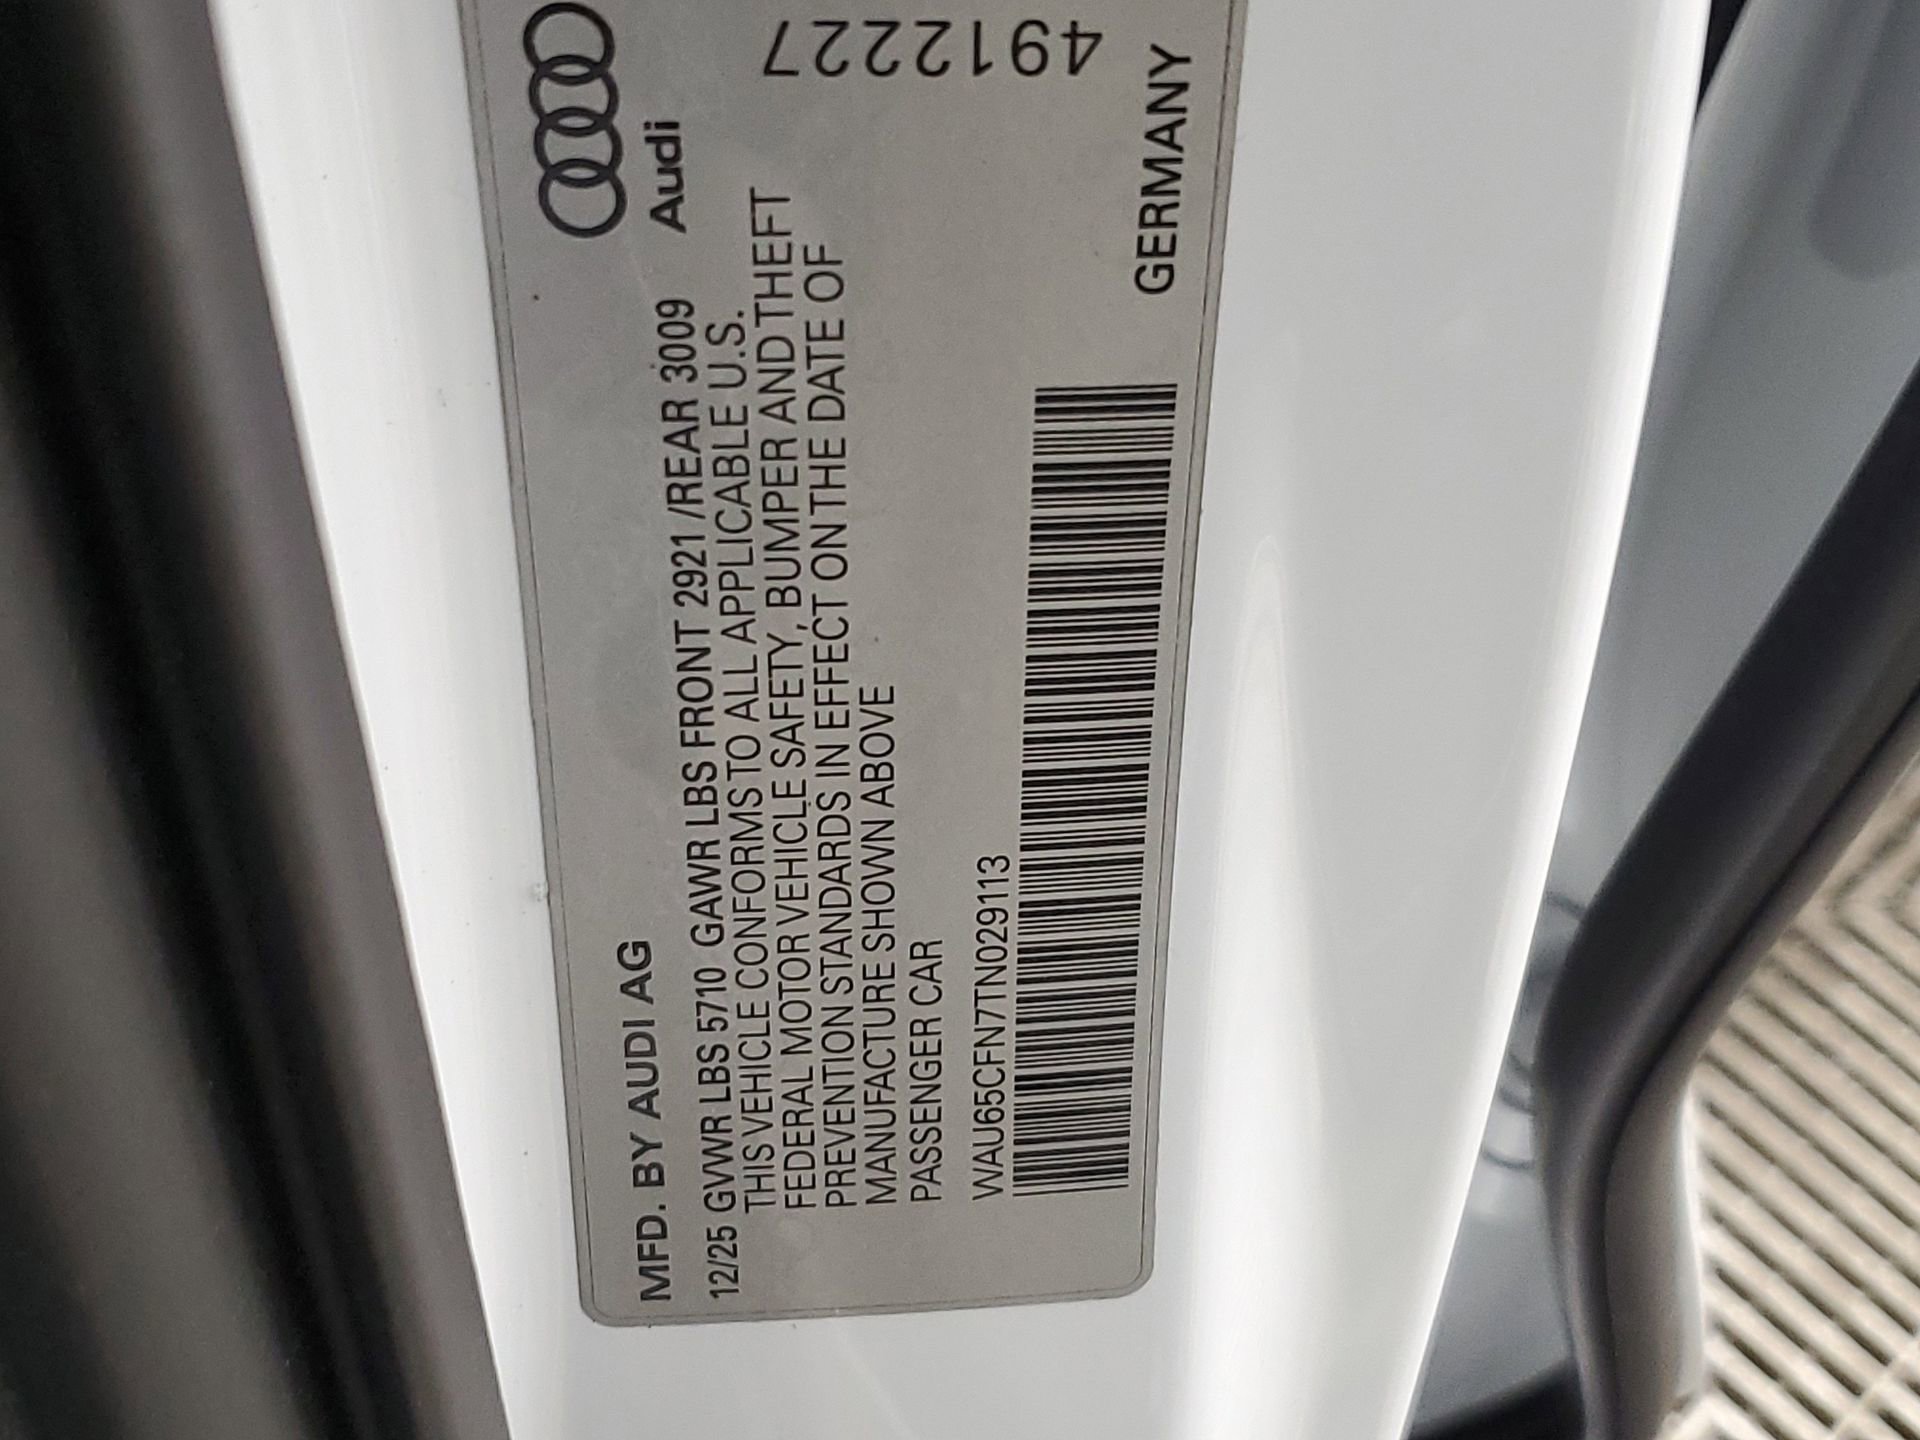 MFD. BY AUDI AG
Audi
12/25 GVWR LBS 5710 GAWR LBS FRONT 2921 /REAR 3009
THIS VEHICLE CONFORMS TO ALL APPLICABLE U.S.
FEDERAL MOTOR VEHICLE SAFETY, BUMPER AND THEFT
PREVENTION STANDARDS IN EFFECT ON THE DATE OF
MANUFACTURE SHOWN ABOVE
PASSENGER CAR
WAU65CFN7TN029113
GERMANY
491227